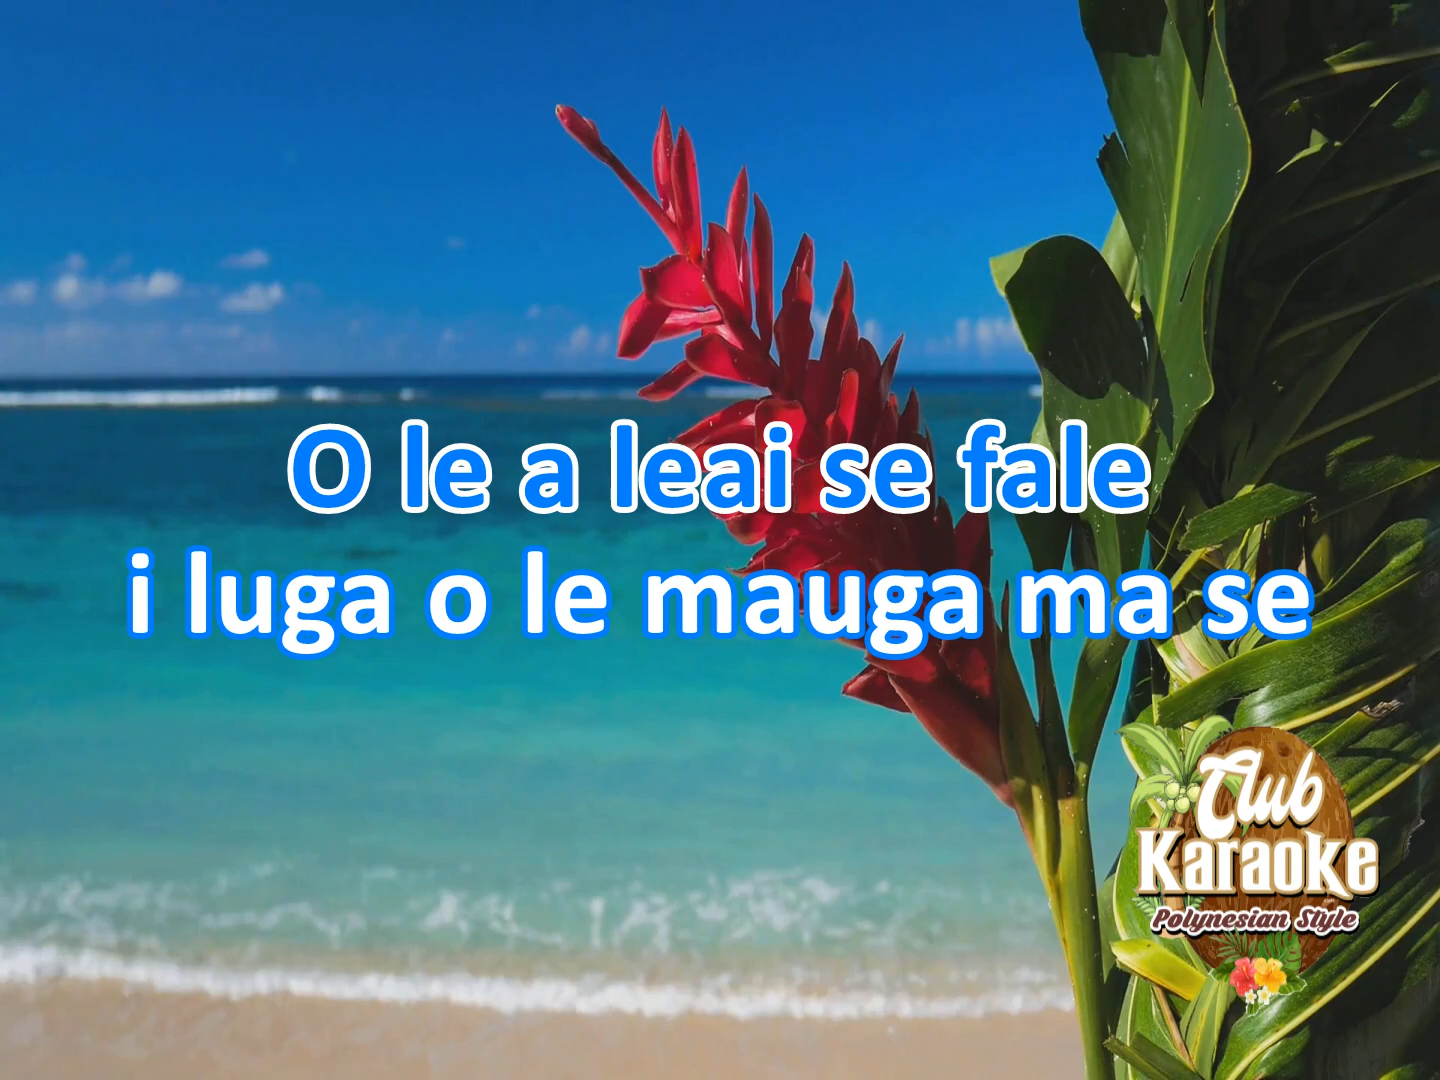 O le a leai se fale
i luga o le mauga ma se
Club
Karaoke
Polynesian Style